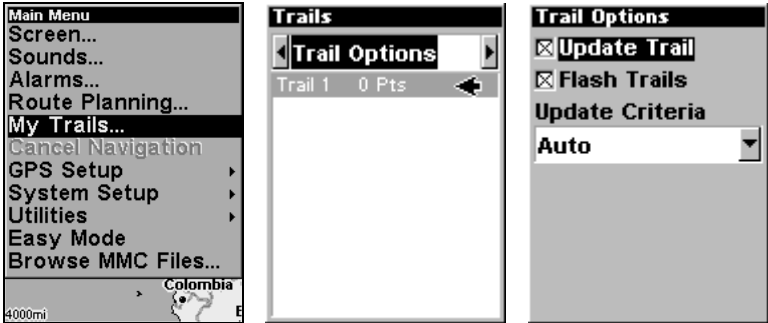 Main Menu
Screen...
Sounds...
Alarms...
Route Planning...
My Trails...
Cancel Navigation
GPS Setup
System Setup
Utilities
Easy Mode
Browse MMC Files...
Colombia
4000mi
E
Trails
Trail Options
Trail 1 0 Pts
Trail Options
Update Trail
Flash Trails
Update Criteria
Auto